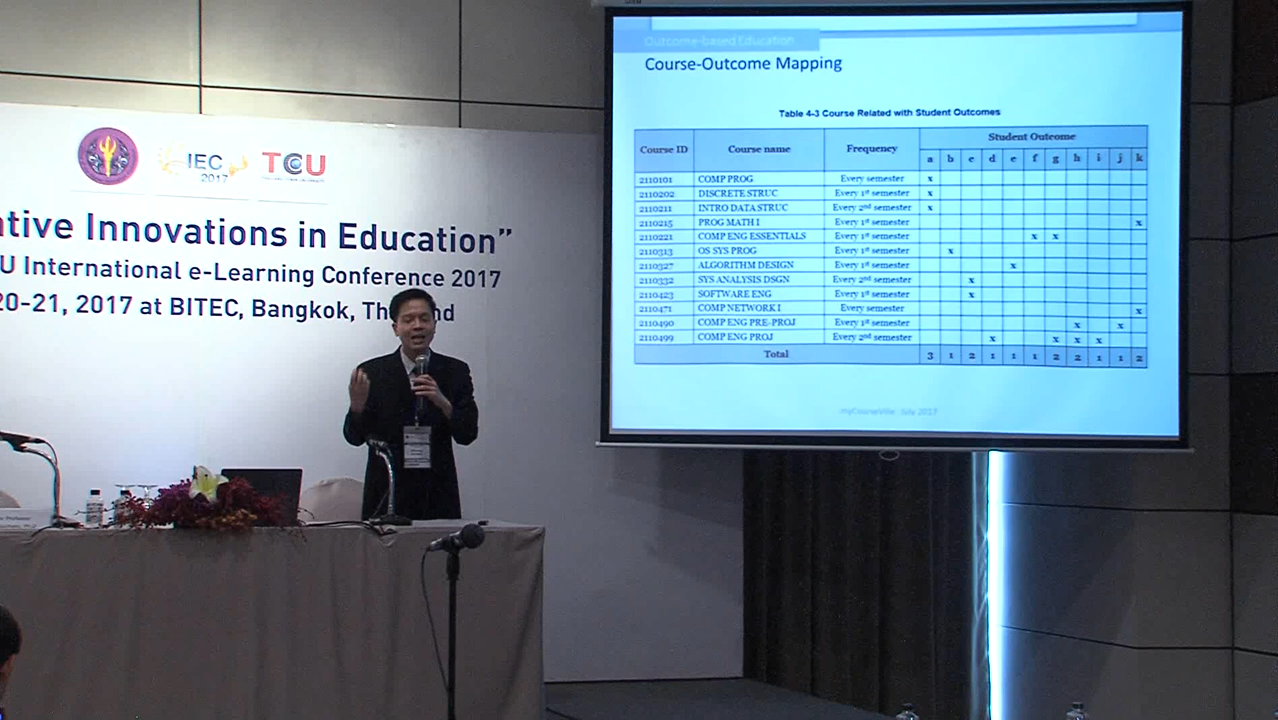 IEC
2017
TCU
ative Innovations in Education”
U International e-Learning Conference 2017
20-21, 2017 at BITEC, Bangkok, Th nd
Outcome-based Education
Course-Outcome Mapping
Table 4-3 Course Related with Student Outcomes
Course ID Course name Frequency Student Outcome
a b c d e f g h i j k
2110101 COMP PROG Every semester x
2110202 DISCRETE STRUC Every 1st semester x
2110211 INTRO DATA STRUC Every 2nd semester x
2110215 PROG MATH I Every 1st semester x
2110221 COMP ENG ESSENTIALS Every 1st semester x x
2110313 OS SYS PROG Every 1st semester x
2110327 ALGORITHM DESIGN Every 1st semester x
2110332 SYS ANALYSIS DSGN Every 2nd semester x
2110423 SOFTWARE ENG Every 1st semester x
2110471 COMP NETWORK I Every semester x
2110490 COMP ENG PRE-PROJ Every 1st semester x x
2110499 COMP ENG PROJ Every 2nd semester x x x x
Total 3 1 2 1 1 1 2 2 1 1 2
myCourseVille July 2017